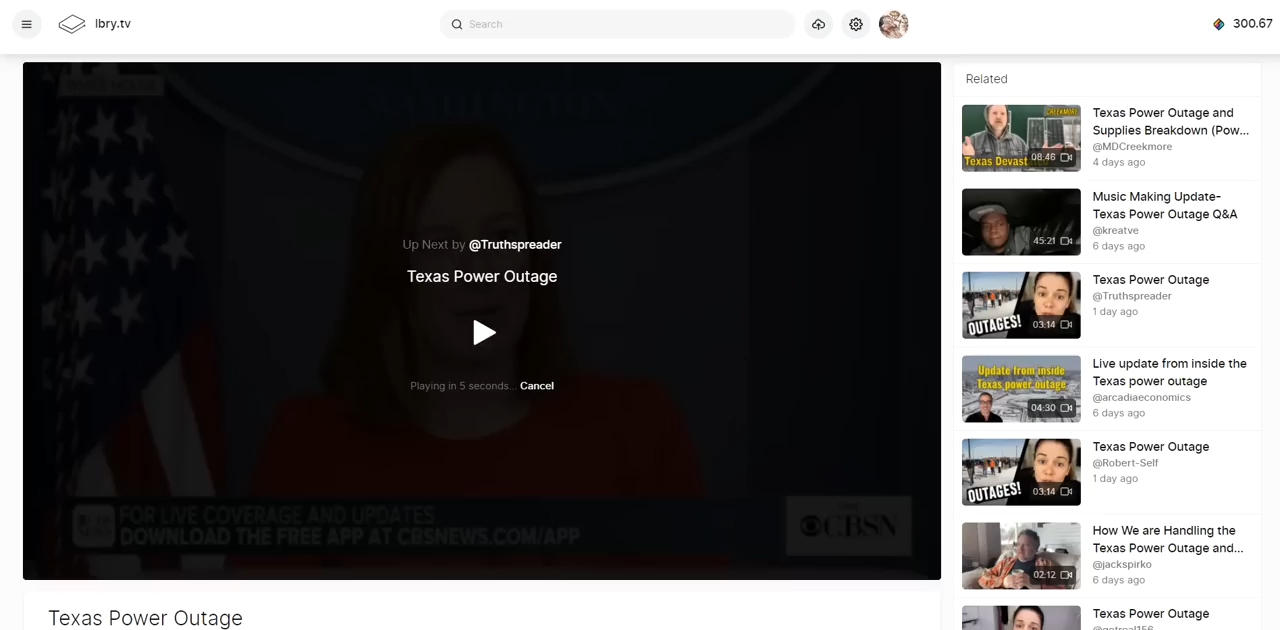 lbry.tv
Search
300.67
Up Next by @Truthspreader
Texas Power Outage
Playing in 5 seconds... Cancel
FOR LIVE COVERAGE AND UPDATES
DOWNLOAD THE FREE APP AT CBSNEWS.COM/APP
CBSN
Texas Power Outage
Related
CREEKMORE
Texas Devast
08:46
Texas Power Outage and
Supplies Breakdown (Pow...
@MDCreekmore
4 days ago
45:21
Music Making Update-
Texas Power Outage Q&A
@kreatve
6 days ago
OUTAGES!
03:14
Texas Power Outage
@Truthspreader
1 day ago
Update from inside
Texas power outage
04:30
Live update from inside the
Texas power outage
@arcadiaeconomics
6 days ago
OUTAGES!
03:14
Texas Power Outage
@Robert-Self
1 day ago
02:12
How We are Handling the
Texas Power Outage and...
@jackspirko
6 days ago
Texas Power Outage